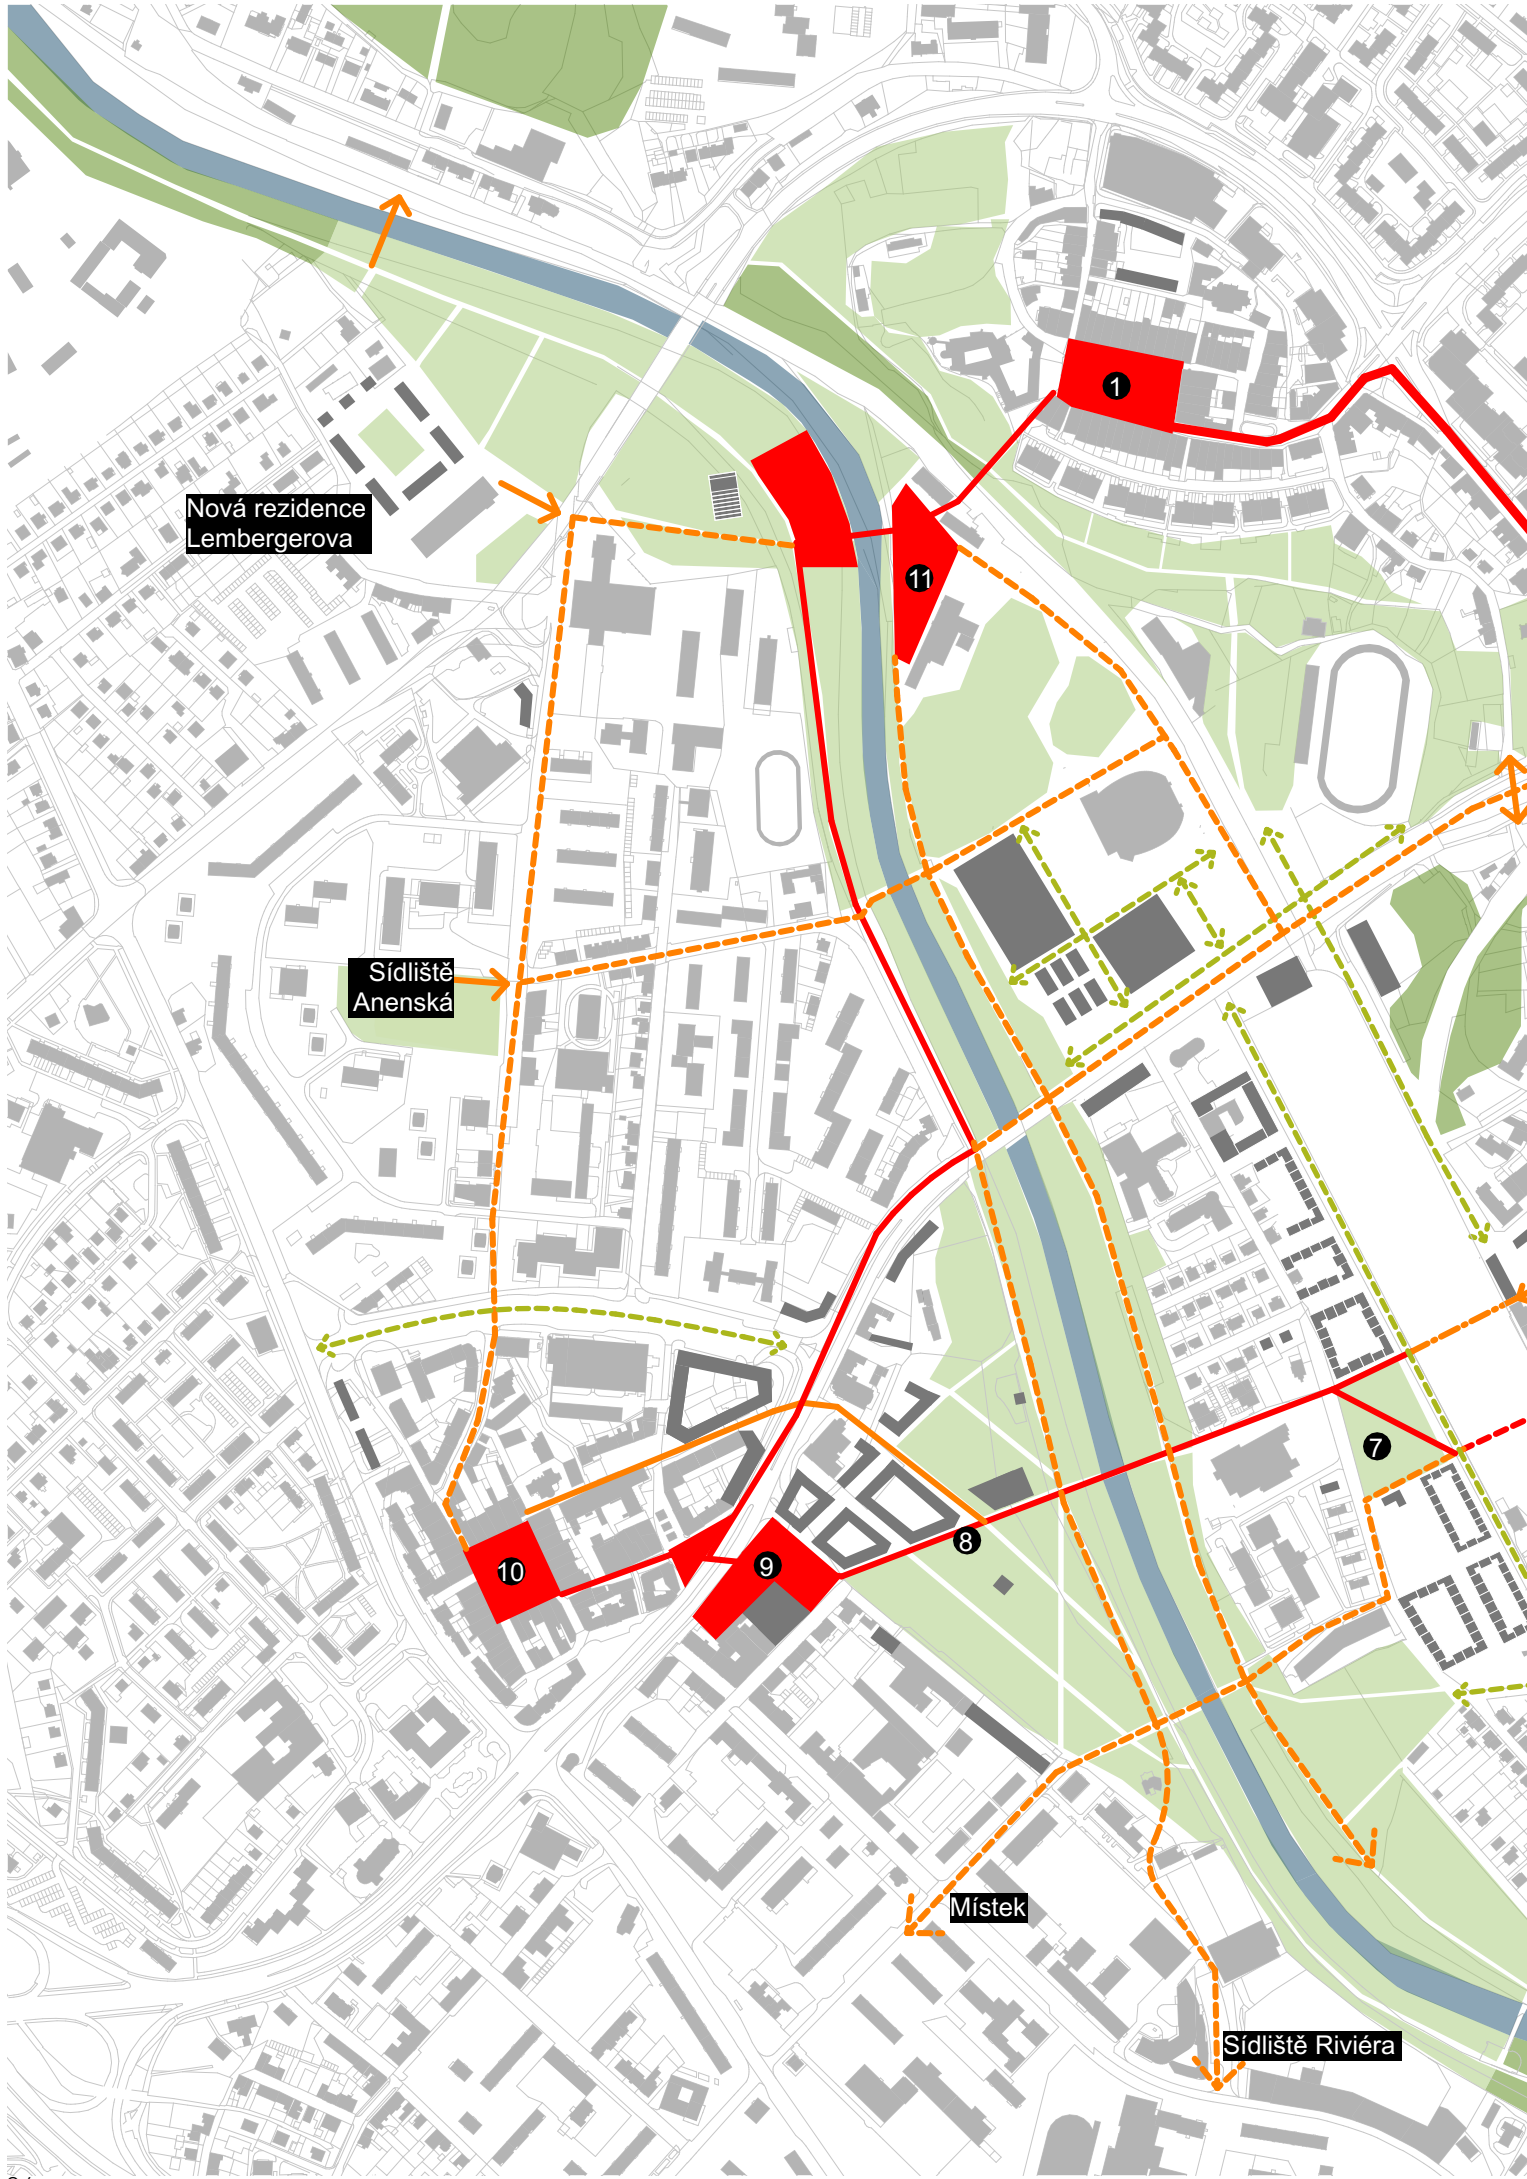 1
Nová rezidence
Lembergerova
11
Sídliště
Anenská
7
8
9
10
Místek
Sídliště Riviéra